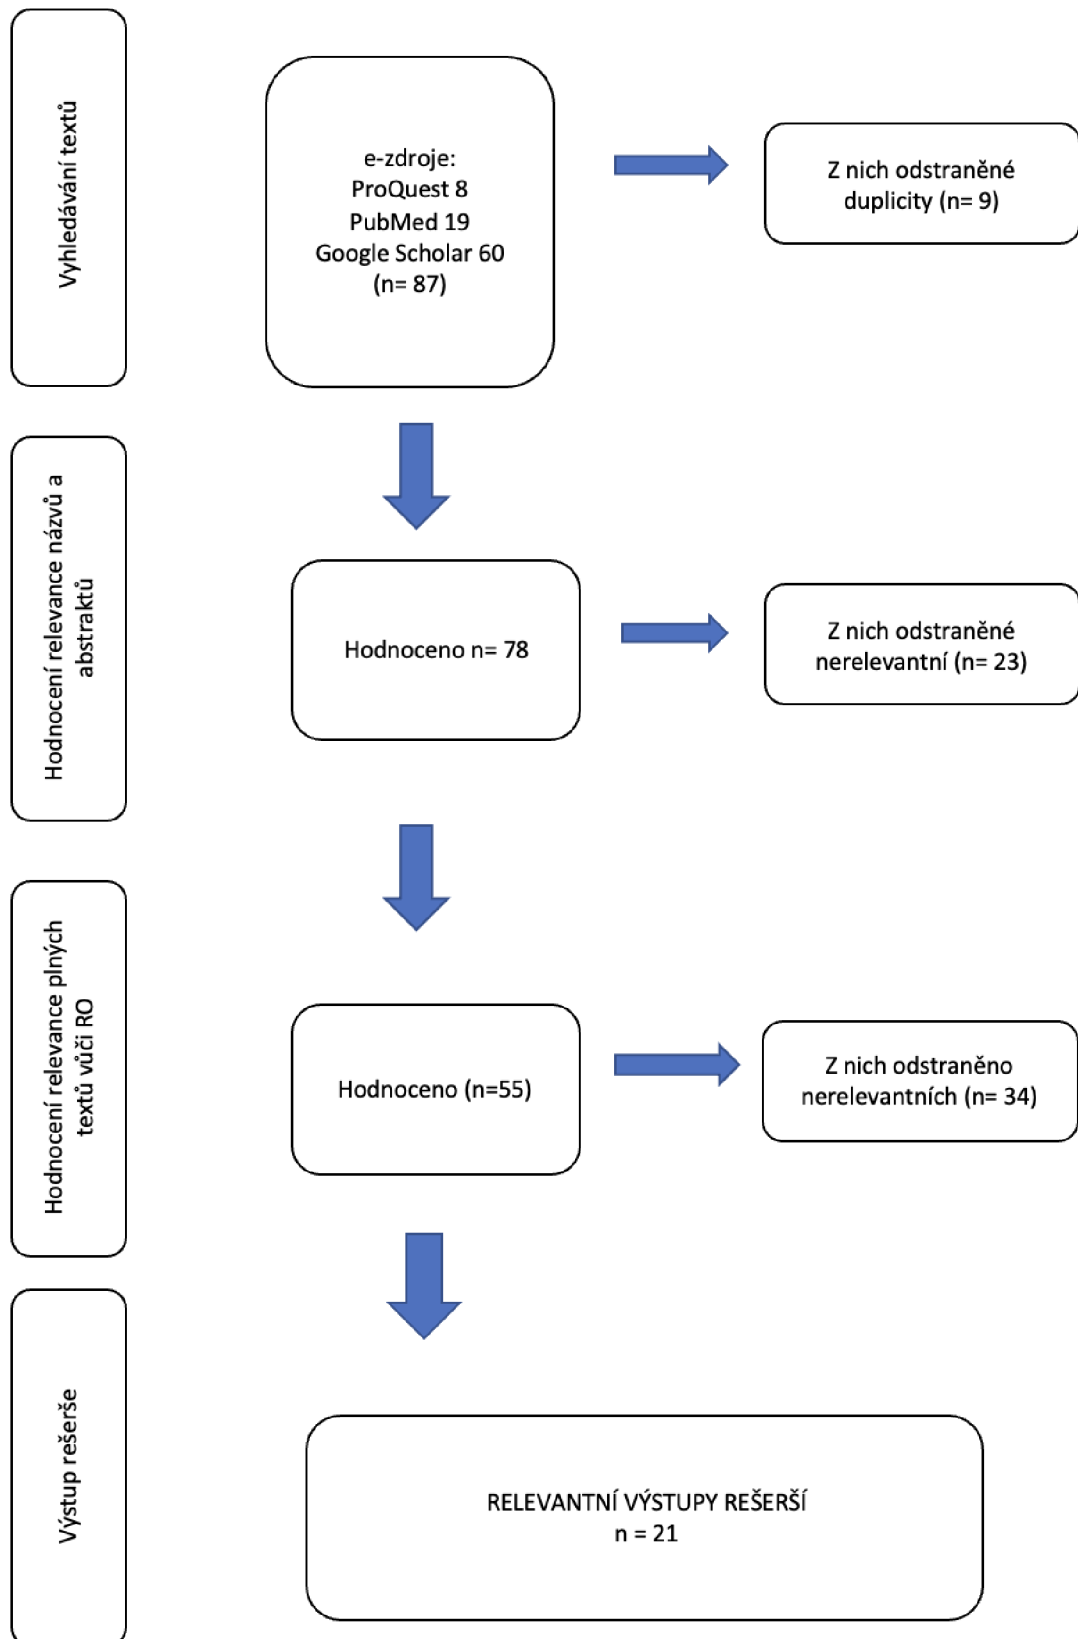 Vyhledávání textů
e-zdroje:
ProQuest 8
PubMed 19
Google Scholar 60
(n= 87)
Z nich odstraněné
duplicity (n= 9)
Hodnocení relevance názvů a
abstraktů
Hodnoceno n= 78
Z nich odstraněné
nerelevantní (n= 23)
Hodnocení relevance plných
textů vůči RO
Hodnoceno (n=55)
Z nich odstraněno
nerelevantních (n= 34)
Výstup rešerše
RELEVANTNÍ VÝSTUPY REŠERŠÍ
n = 21